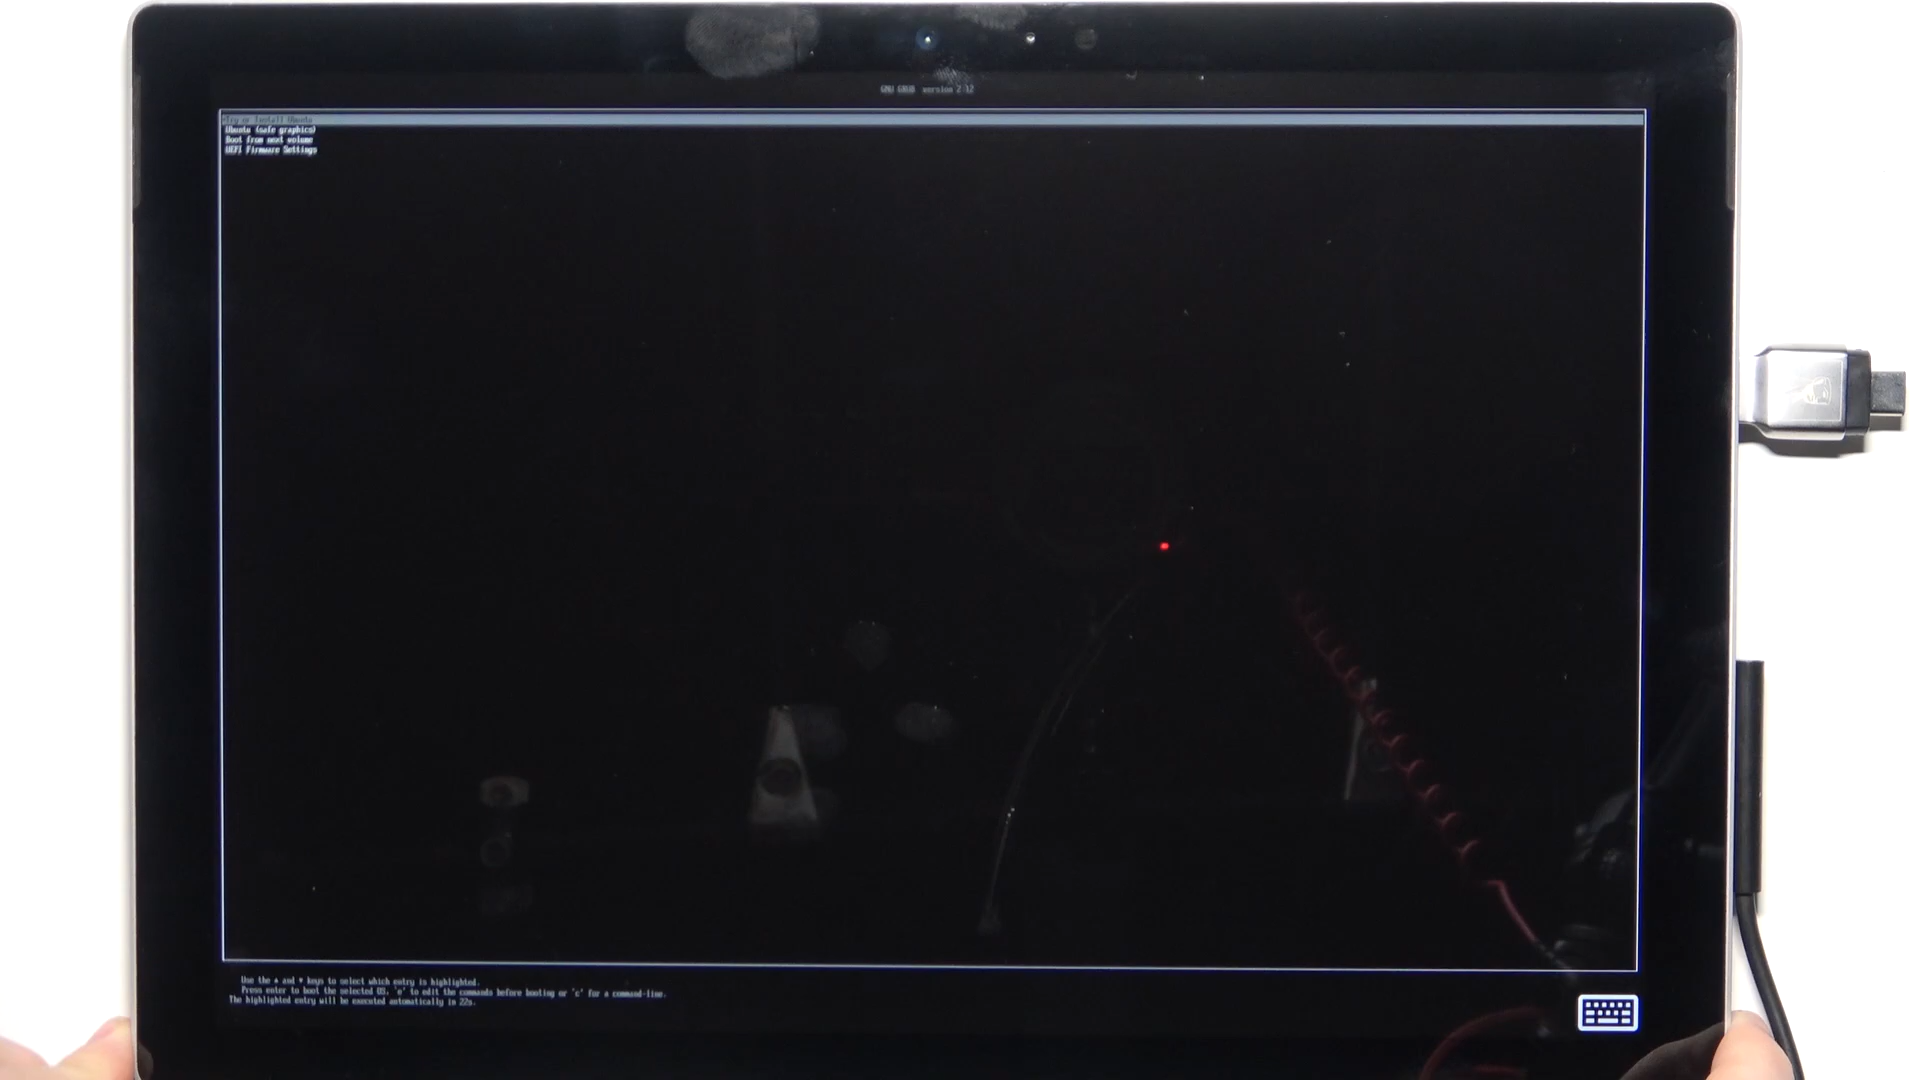 GNU GRUB version 2.12
*Try or Install Ubuntu
Ubuntu (safe graphics)
Boot from next volume
UEFI Firmware Settings
Use the ▲ and ▼ keys to select which entry is highlighted.
Press enter to boot the selected OS, 'e' to edit the commands before booting or 'c' for a command-line.
The highlighted entry will be executed automatically in 22s.